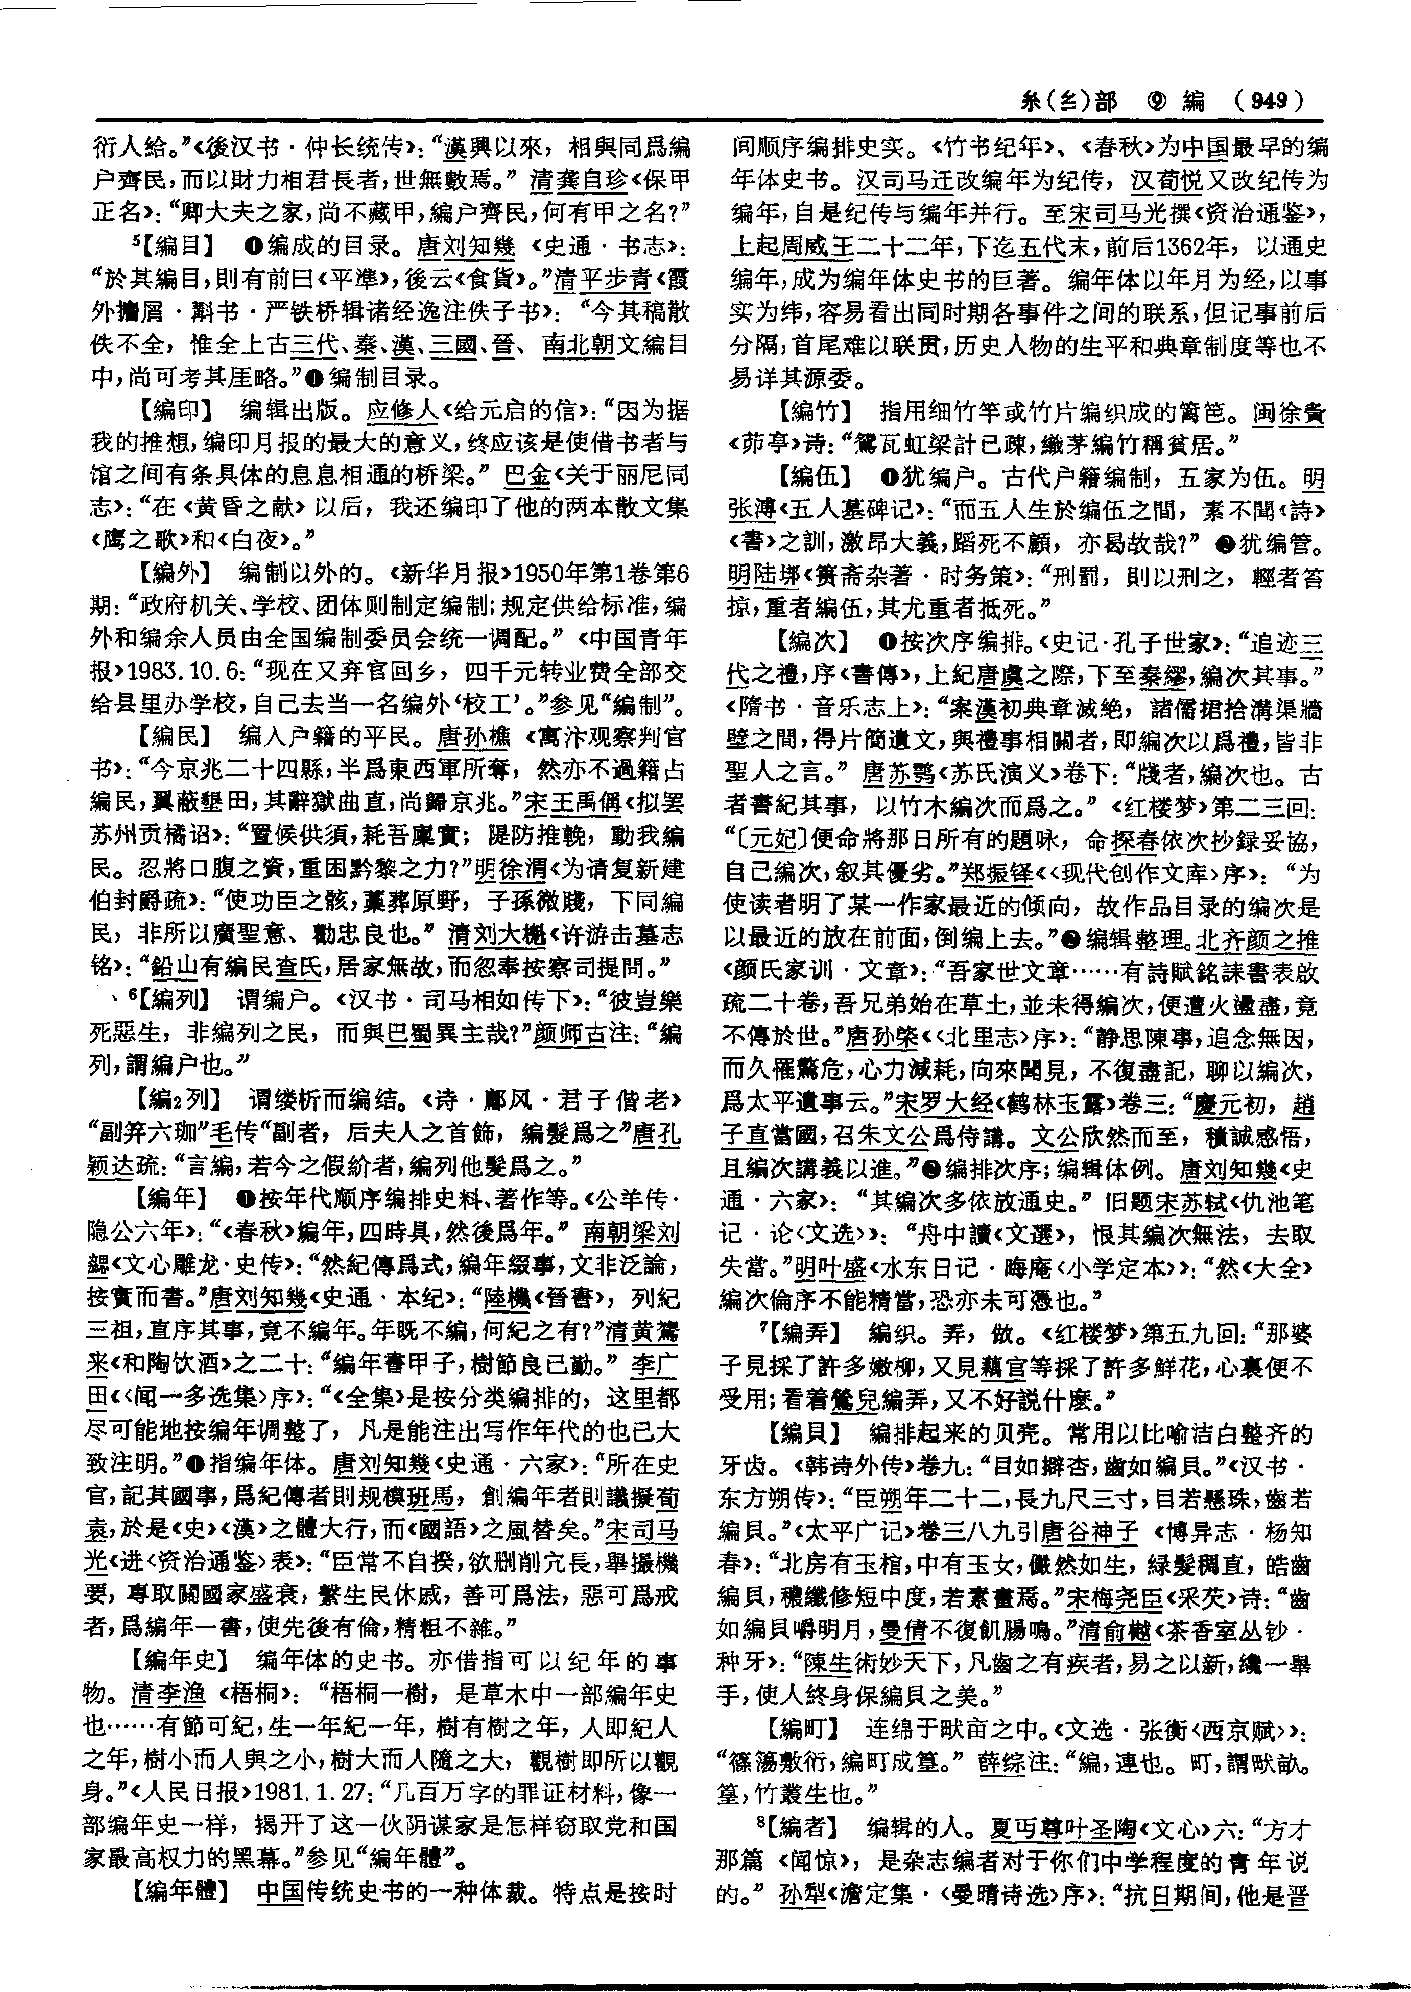 糸(纟)部　⑨　編　(949)
衍人給。”《後汉书·仲长统传》：“漢興以來，相與同爲編
户齊民，而以財力相君長者，世無數焉。”清龚自珍《保甲
正名》：“卿大夫之家，尚不藏甲，編户齊民，何有甲之名？”
⁵【編目】　❶编成的目录。唐刘知幾《史通·书志》：
“於其編目，則有前曰《平準》，後云《食貨》。”清平步青《霞
外攟屑·斠书·严铁桥辑诸经逸注佚子书》：“今其稿散
佚不全，惟全上古三代、秦、漢、三國、晉、南北朝文編目
中，尚可考其厓略。”❶编制目录。
【編印】　编辑出版。应修人《给元启的信》：“因为据
我的推想，编印月报的最大的意义，终应该是使借书者与
馆之间有条具体的息息相通的桥梁。”巴金《关于丽尼同
志》：“在《黄昏之献》以后，我还编印了他的两本散文集
《鹰之歌》和《白夜》。”
【編外】　编制以外的。《新华月报》1950年第1卷第6
期：“政府机关、学校、团体则制定编制；规定供给标准，编
外和编余人员由全国编制委员会统一调配。”《中国青年
报》1983.10.6：“现在又弃官回乡，四千元转业费全部交
给县里办学校，自己去当一名编外‘校工’。”参见“編制”。
【編民】　编入户籍的平民。唐孙樵《寓汴观察判官
书》：“今京兆二十四縣，半爲東西軍所奪，然亦不過籍占
編民，翼蔽墾田，其辭獄曲直，尚歸京兆。”宋王禹偁《拟罢
苏州贡橘诏》：“置候供須，耗吾廩實；隄防推輓，動我編
民。忍將口腹之資，重困黔黎之力？”明徐渭《为请复新建
伯封爵疏》：“使功臣之骸，藁葬原野，子孫微賤，下同編
民，非所以廣聖意、勸忠良也。”清刘大櫆《许游击墓志
铭》：“鉛山有編民查氏，居家無故，而忽奉按察司提問。”
⁶【編列】　谓编户。《汉书·司马相如传下》：“彼豈樂
死惡生，非編列之民，而與巴蜀異主哉？”颜师古注：“編
列，謂編户也。”
【編₂列】　谓缕析而编结。《诗·鄘风·君子偕老》
“副笄六珈”毛传“副者，后夫人之首飾，編髮爲之”唐孔
颖达疏：“言編，若今之假紒者，編列他髮爲之。”
【編年】　❶按年代顺序编排史料、著作等。《公羊传·
隐公六年》：“《春秋》編年，四時具，然後爲年。”南朝梁刘
勰《文心雕龙·史传》：“然紀傳爲式，編年綴事，文非泛論，
按實而書。”唐刘知幾《史通·本纪》：“陸機《晉書》，列紀
三祖，直序其事，竟不編年。年既不編，何紀之有？”清黄鷟
来《和陶饮酒》之二十：“編年書甲子，樹節良已勤。”李广
田《〈闻一多选集〉序》：“《全集》是按分类编排的，这里都
尽可能地按编年调整了，凡是能注出写作年代的也已大
致注明。”❶指编年体。唐刘知幾《史通·六家》：“所在史
官，記其國事，爲紀傳者則規模班馬，創編年者則議擬荀
袁，於是《史》《漢》之體大行，而《國語》之風替矣。”宋司马
光《进〈资治通鉴〉表》：“臣常不自揆，欲删削宂長，舉撮機
要，專取關國家盛衰，繫生民休戚，善可爲法，惡可爲戒
者，爲編年一書，使先後有倫，精粗不雜。”
【編年史】　编年体的史书。亦借指可以纪年的事
物。清李渔《梧桐》：“梧桐一樹，是草木中一部編年史
也……有節可紀，生一年紀一年，樹有樹之年，人即紀人
之年，樹小而人與之小，樹大而人隨之大，觀樹即所以觀
身。”《人民日报》1981.1.27：“几百万字的罪证材料，像一
部编年史一样，揭开了这一伙阴谋家是怎样窃取党和国
家最高权力的黑幕。”参见“編年體”。
【編年體】　中国传统史书的一种体裁。特点是按时
间顺序编排史实。《竹书纪年》、《春秋》为中国最早的编
年体史书。汉司马迁改编年为纪传，汉荀悦又改纪传为
编年，自是纪传与编年并行。至宋司马光撰《资治通鉴》，
上起周威王二十二年，下迄五代末，前后1362年，以通史
编年，成为编年体史书的巨著。编年体以年月为经，以事
实为纬，容易看出同时期各事件之间的联系，但记事前后
分隔，首尾难以联贯，历史人物的生平和典章制度等也不
易详其源委。
【編竹】　指用细竹竿或竹片编织成的篱笆。闽徐夤
《茆亭》诗：“鴛瓦虹梁計已疎，織茅編竹稱貧居。”
【編伍】　❶犹编户。古代户籍编制，五家为伍。明
张溥《五人墓碑记》：“而五人生於編伍之間，素不聞《詩》
《書》之訓，激昂大義，蹈死不顧，亦曷故哉？”❷犹编管。
明陆垹《篑斋杂著·时务策》：“刑罰，則以刑之，輕者笞
掠，重者編伍，其尤重者抵死。”
【編次】　❶按次序编排。《史记·孔子世家》：“追迹三
代之禮，序《書傳》，上紀唐虞之際，下至秦繆，編次其事。”
《隋书·音乐志上》：“案漢初典章滅絶，諸儒捃拾溝渠牆
壁之間，得片簡遺文，與禮事相關者，即編次以爲禮，皆非
聖人之言。”唐苏鹗《苏氏演义》卷下：“牋者，編次也。古
者書紀其事，以竹木編次而爲之。”《红楼梦》第二三回：
“〔元妃〕便命將那日所有的題咏，命探春依次抄録妥協，
自己編次，叙其優劣。”郑振铎《〈现代创作文库〉序》：“为
使读者明了某一作家最近的倾向，故作品目录的编次是
以最近的放在前面，倒编上去。”❷编辑整理。北齐颜之推
《颜氏家训·文章》：“吾家世文章……有詩賦銘誄書表啟
疏二十卷，吾兄弟始在草土，並未得編次，便遭火盪盡，竟
不傳於世。”唐孙棨《〈北里志〉序》：“静思陳事，追念無因，
而久罹驚危，心力減耗，向來聞見，不復盡記，聊以編次，
爲太平遺事云。”宋罗大经《鹤林玉露》卷三：“慶元初，趙
子直當國，召朱文公爲侍講。文公欣然而至，積誠感悟，
且編次講義以進。”❷编排次序；编辑体例。唐刘知幾《史
通·六家》：“其編次多依放通史。”旧题宋苏轼《仇池笔
记·论〈文选〉》：“舟中讀《文選》，恨其編次無法，去取
失當。”明叶盛《水东日记·晦庵〈小学定本〉》：“然《大全》
編次倫序不能精當，恐亦未可憑也。”
⁷【編弄】　编织。弄，做。《红楼梦》第五九回：“那婆
子見採了許多嫩柳，又見藕官等採了許多鮮花，心裏便不
受用；看着鶯兒編弄，又不好説什麽。”
【編貝】　编排起来的贝壳。常用以比喻洁白整齐的
牙齿。《韩诗外传》卷九：“目如擗杏，齒如編貝。”《汉书·
东方朔传》：“臣朔年二十二，長九尺三寸，目若懸珠，齒若
編貝。”《太平广记》卷三八九引唐谷神子《博异志·杨知
春》：“北房有玉棺，中有玉女，儼然如生，緑髮稠直，皓齒
編貝，穠纖修短中度，若素畫焉。”宋梅尧臣《采芡》诗：“齒
如編貝嚼明月，曼倩不復飢腸鳴。”清俞樾《茶香室丛钞·
种牙》：“陳生術妙天下，凡齒之有疾者，易之以新，纔一舉
手，使人終身保編貝之美。”
【編町】　连绵于畎亩之中。《文选·张衡〈西京赋〉》：
“篠簜敷衍，編町成篁。”薛综注：“編，連也。町，謂畎畝。
篁，竹叢生也。”
⁸【編者】　编辑的人。夏丏尊叶圣陶《文心》六：“方才
那篇《闻惊》，是杂志编者对于你们中学程度的青年说
的。”孙犁《澹定集·〈曼晴诗选〉序》：“抗日期间，他是晋